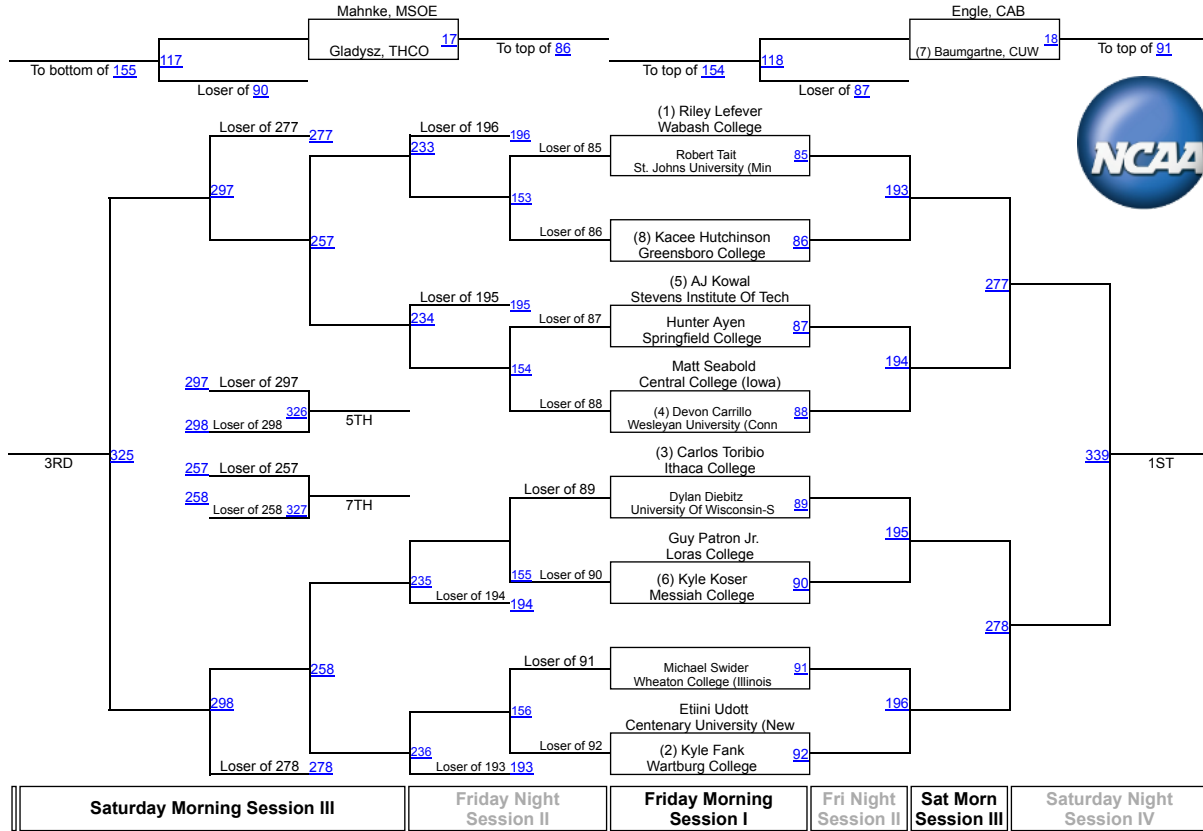 Mahnke, MSOE
Gladysz, THCO 17
To top of 86
117
To bottom of 155
Loser of 90
Engle, CAB
(7) Baumgartne, CUW 18
To top of 91
118
To top of 154
Loser of 87
NCAA
Loser of 277 277
297
257
Loser of 196 196
233
153
Loser of 85
Loser of 86
(1) Riley Lefever
Wabash College
Robert Tait
St. Johns University (Min
85
193
(8) Kacee Hutchinson
Greensboro College
86
(5) AJ Kowal
Stevens Institute Of Tech
277
Loser of 195 195
234
154
Loser of 87
Loser of 88
Hunter Ayen
Springfield College
87
194
Matt Seabold
Central College (Iowa)
(4) Devon Carrillo
Wesleyan University (Conn
88
297 Loser of 297
326
298 Loser of 298
5TH
3RD
325
257 Loser of 257
258
Loser of 258 327
7TH
(3) Carlos Toribio
Ithaca College
339
1ST
Loser of 89
Dylan Diebitz
University Of Wisconsin-S
89
195
Guy Patron Jr.
Loras College
235
155 Loser of 90
(6) Kyle Koser
Messiah College
90
Loser of 194 194
278
258
298
Loser of 91
Michael Swider
Wheaton College (Illinois
91
156
196
Etiini Udott
Centenary University (New
236
Loser of 92
(2) Kyle Fank
Wartburg College
92
Loser of 278 278
Loser of 193 193
Saturday Morning Session III
Friday Night
Session II
Friday Morning
Session I
Fri Night
Session II
Sat Morn
Session III
Saturday Night
Session IV